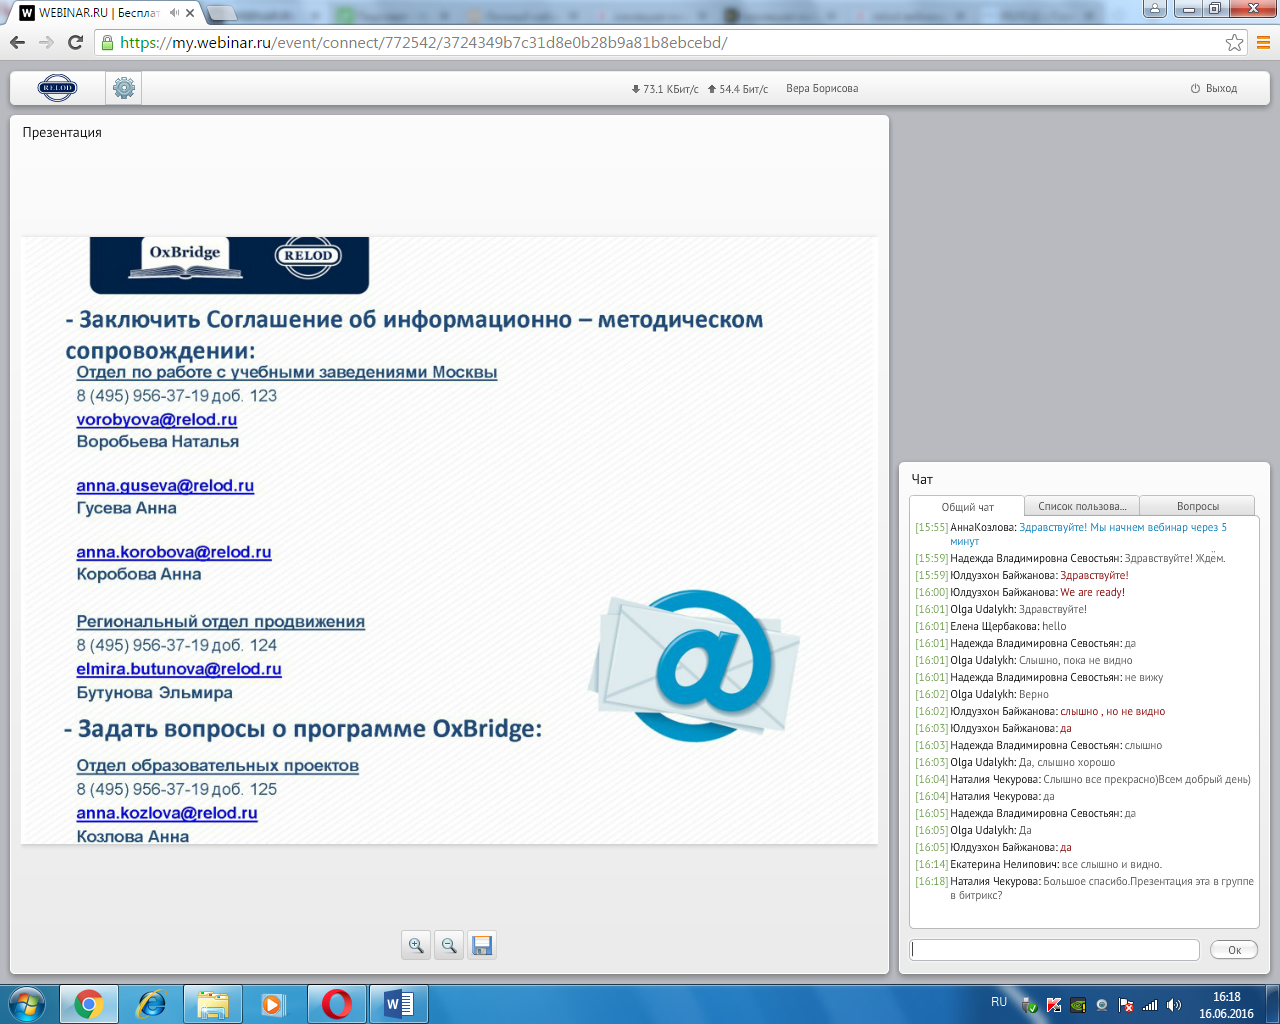 WEBINAR.RU | Бесплат
https://my.webinar.ru/event/connect/772542/3724349b7c31d8e0b28b9a81b8ebcebd/
RELOD
73.1 КБит/с 54.4 Бит/с Вера Борисова
Выход
Презентация
OxBridge
RELOD
- Заключить Соглашение об информационно – методическом
сопровождении:
Отдел по работе с учебными заведениями Москвы
8 (495) 956-37-19 доб. 123
vorobyova@relod.ru
Воробьева Наталья
anna.guseva@relod.ru
Гусева Анна
anna.korobova@relod.ru
Коробова Анна
Региональный отдел продвижения
8 (495) 956-37-19 доб. 124
elmira.butunova@relod.ru
Бутунова Эльмира
- Задать вопросы о программе OxBridge:
Отдел образовательных проектов
8 (495) 956-37-19 доб. 125
anna.kozlova@relod.ru
Козлова Анна
@
Чат
Общий чат Список пользова... Вопросы
[15:55] АннаКозлова: Здравствуйте! Мы начнем вебинар через 5
минут
[15:59] Надежда Владимировна Севостьян: Здравствуйте! Ждём.
[15:59] Юлдузхон Байжанова: Здравствуйте!
[16:00] Юлдузхон Байжанова: We are ready!
[16:01] Olga Udalykh: Здравствуйте!
[16:01] Елена Щербакова: hello
[16:01] Надежда Владимировна Севостьян: да
[16:01] Olga Udalykh: Слышно, пока не видно
[16:01] Надежда Владимировна Севостьян: не вижу
[16:02] Olga Udalykh: Верно
[16:02] Юлдузхон Байжанова: слышно , но не видно
[16:03] Юлдузхон Байжанова: да
[16:03] Надежда Владимировна Севостьян: слышно
[16:03] Olga Udalykh: Да, слышно хорошо
[16:04] Наталия Чекурова: Слышно все прекрасно)Всем добрый день)
[16:04] Наталия Чекурова: да
[16:05] Надежда Владимировна Севостьян: да
[16:05] Olga Udalykh: Да
[16:05] Юлдузхон Байжанова: да
[16:14] Екатерина Нелипович: все слышно и видно.
[16:18] Наталия Чекурова: Большое спасибо.Презентация эта в группе
в битрикс?
Ок
RU
16:18
16.06.2016